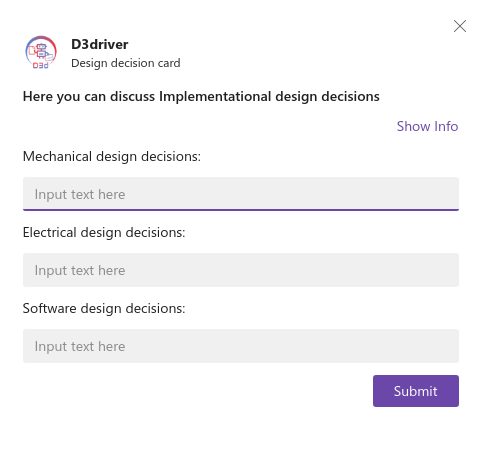 D3driver
Design decision card
D3d
Here you can discuss Implementational design decisions
Show Info
Mechanical design decisions:
Input text here
Electrical design decisions:
Input text here
Software design decisions:
Input text here
Submit